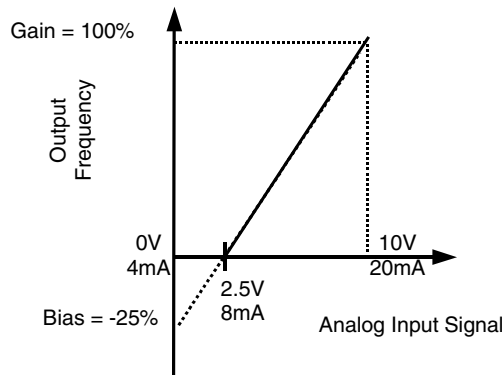 Gain = 100%
Output
Frequency
0V
4mA
10V
20mA
2.5V
8mA
Bias = -25%
Analog Input Signal